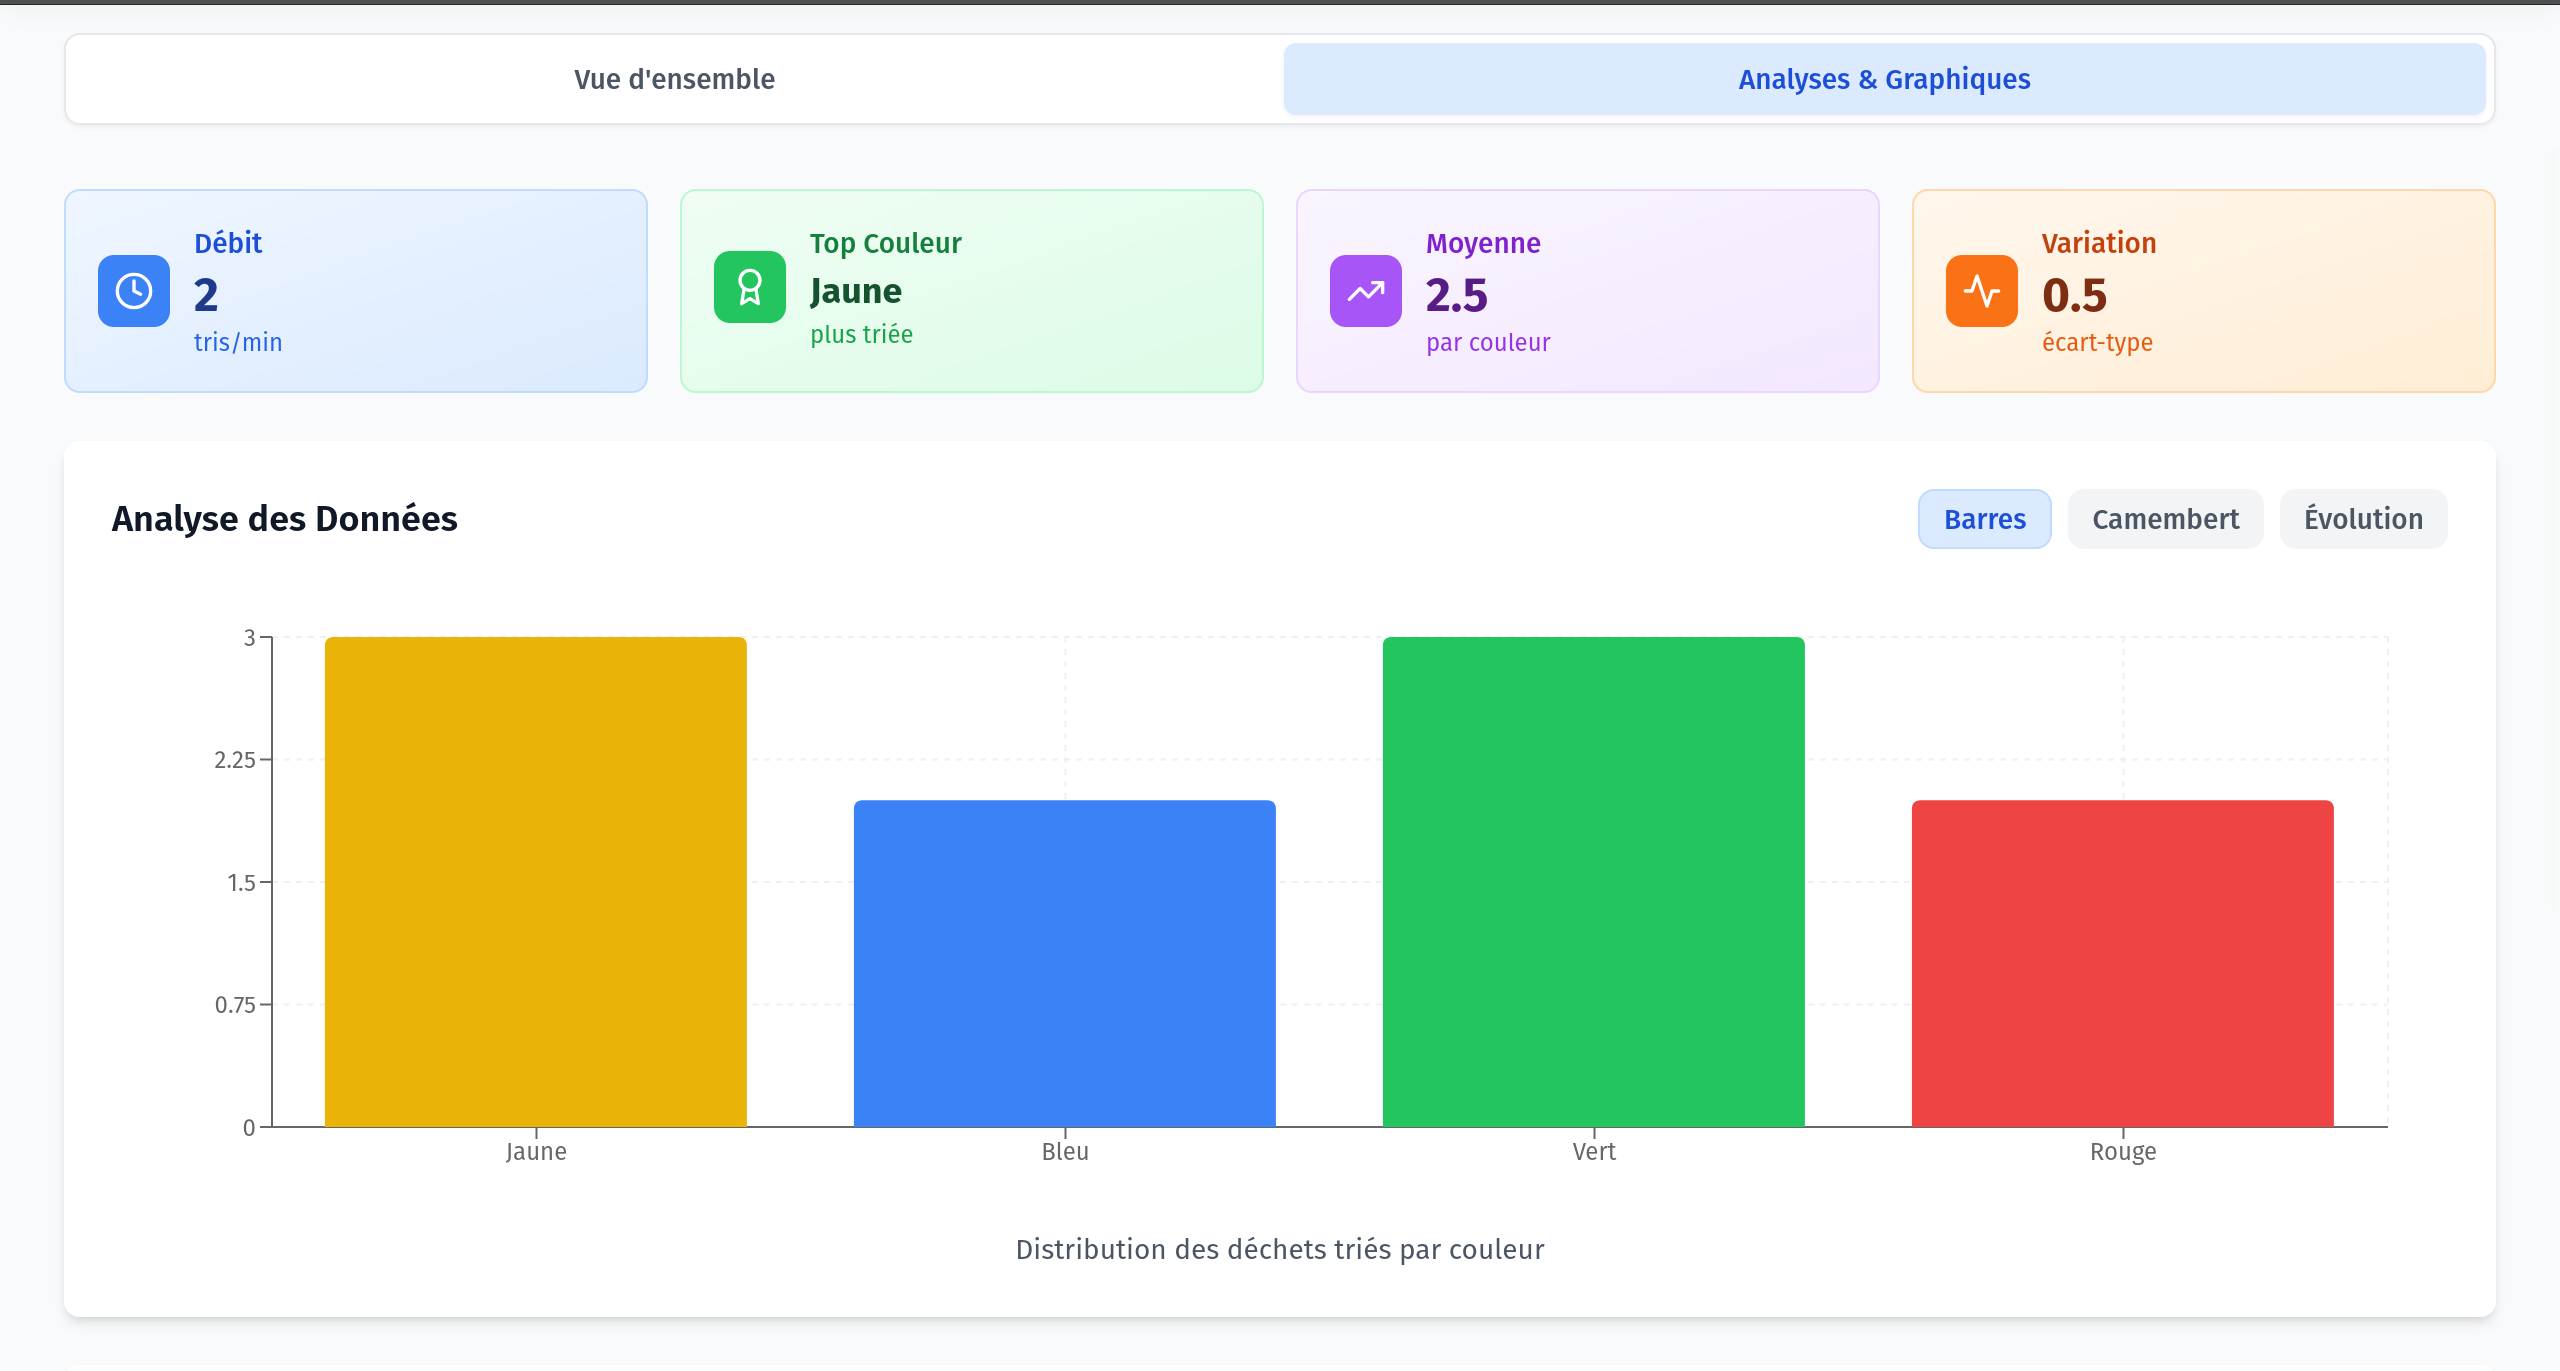 Vue d'ensemble
Analyses & Graphiques
Débit
2
tris/min
Top Couleur
Jaune
plus triée
Moyenne
2.5
par couleur
Variation
0.5
écart-type
Analyse des Données
Barres
Camembert
Évolution
3
2.25
1.5
0.75
0
Jaune
Bleu
Vert
Rouge
Distribution des déchets triés par couleur